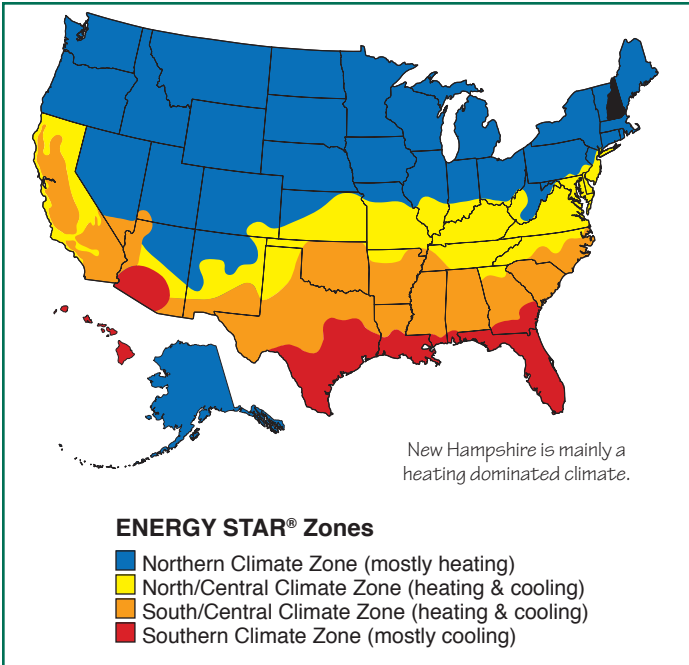 New Hampshire is mainly a
heating dominated climate.
ENERGY STAR® Zones
Northern Climate Zone (mostly heating)
North/Central Climate Zone (heating & cooling)
South/Central Climate Zone (heating & cooling)
Southern Climate Zone (mostly cooling)